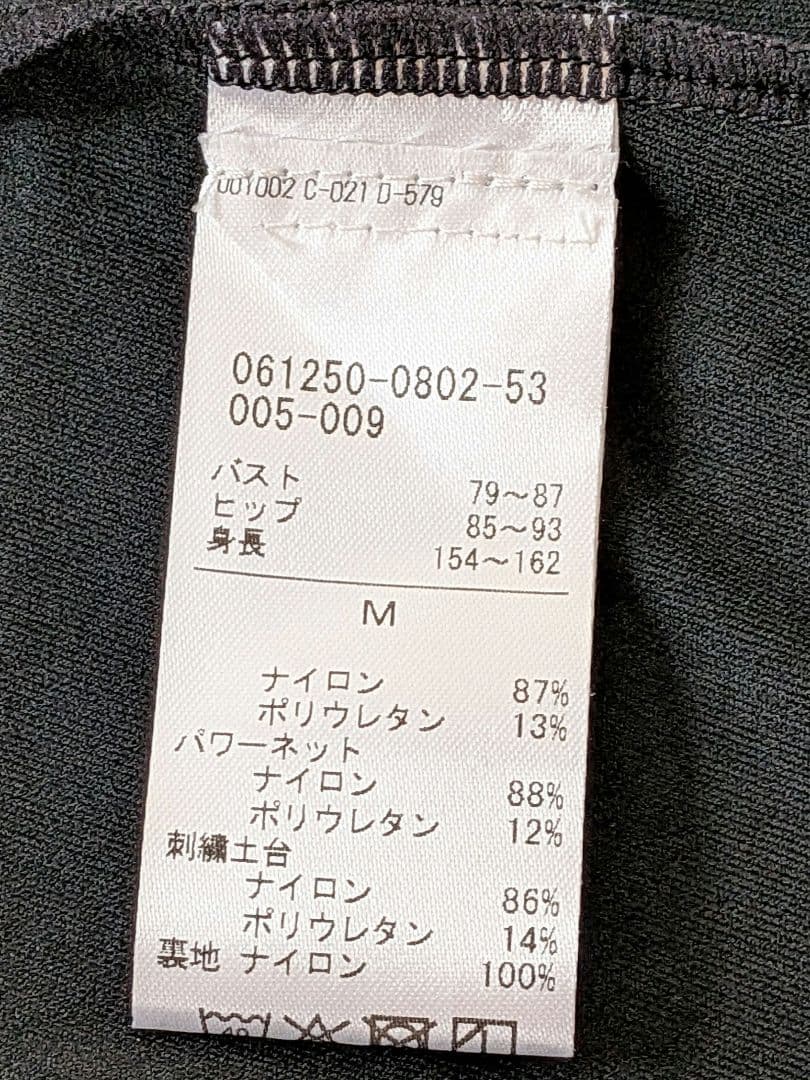 001002 C-021 D-579
061250-0802-53
005-009
バスト 79〜87
ヒップ 85〜93
身長 154〜162
M
ナイロン 87%
ポリウレタン 13%
パワーネット
ナイロン 88%
ポリウレタン 12%
刺繍土台
ナイロン 86%
ポリウレタン 14%
裏地 ナイロン 100%